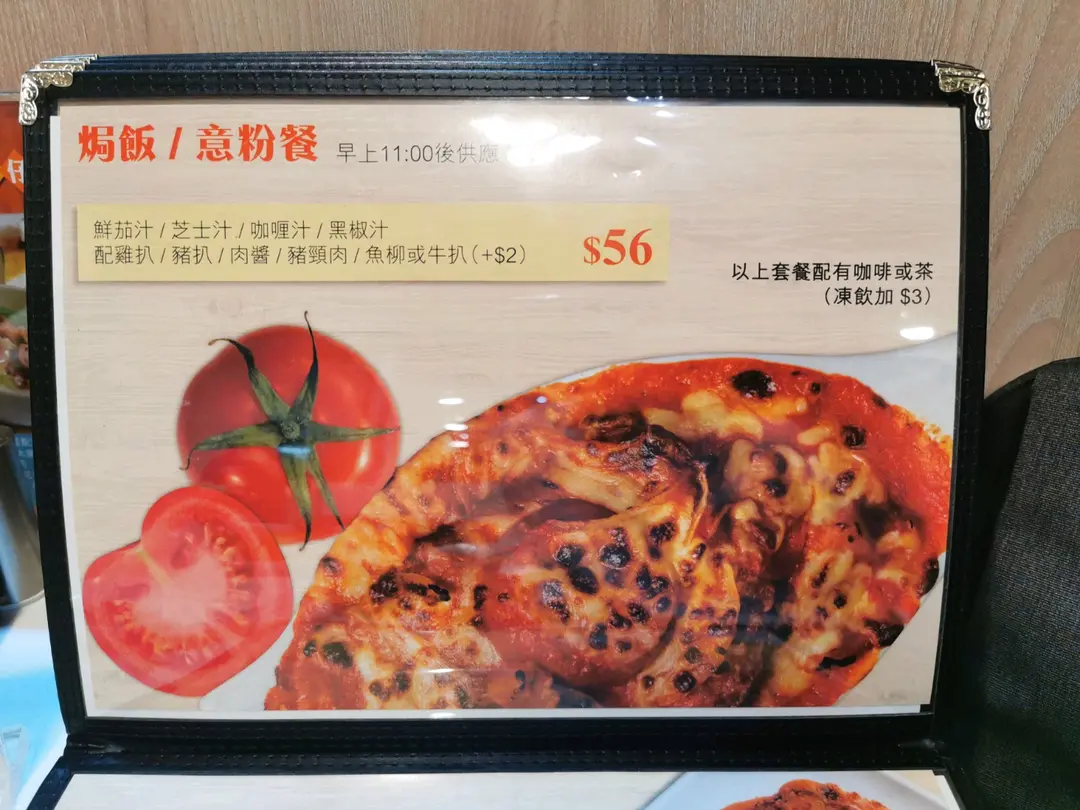 焗飯 / 意粉餐 早上11:00後供應
鮮茄汁 / 芝士汁 / 咖喱汁 / 黑椒汁
配雞扒 / 豬扒 / 肉醬 / 豬頸肉 / 魚柳或牛扒（+$2）
$56
以上套餐配有咖啡或茶
（凍飲加 $3）